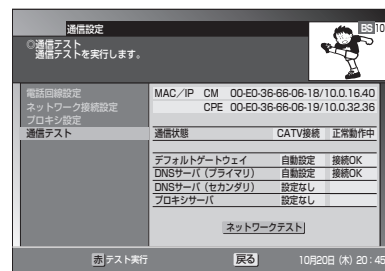 通信設定
BS 10
◎通信テスト
通信テストを実行します。
電話回線設定
ネットワーク接続設定
プロキシ設定
通信テスト
MAC／IP CM 00-E0-36-66-06-18/10.0.16.40
CPE 00-E0-36-66-06-19/10.0.32.36
通信状態 CATV接続 正常動作中
デフォルトゲートウェイ 自動設定 接続OK
DNSサーバ（プライマリ） 自動設定 接続OK
DNSサーバ（セカンダリ） 設定なし
プロキシサーバ 設定なし
ネットワークテスト
赤 テスト実行 戻る 10月20日（木）20：45